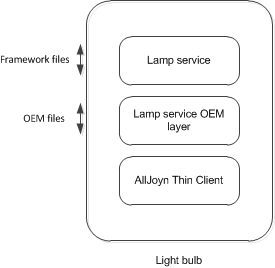 Framework files
Lamp service
OEM files
Lamp service OEM
layer
AllJoyn Thin Client
Light bulb